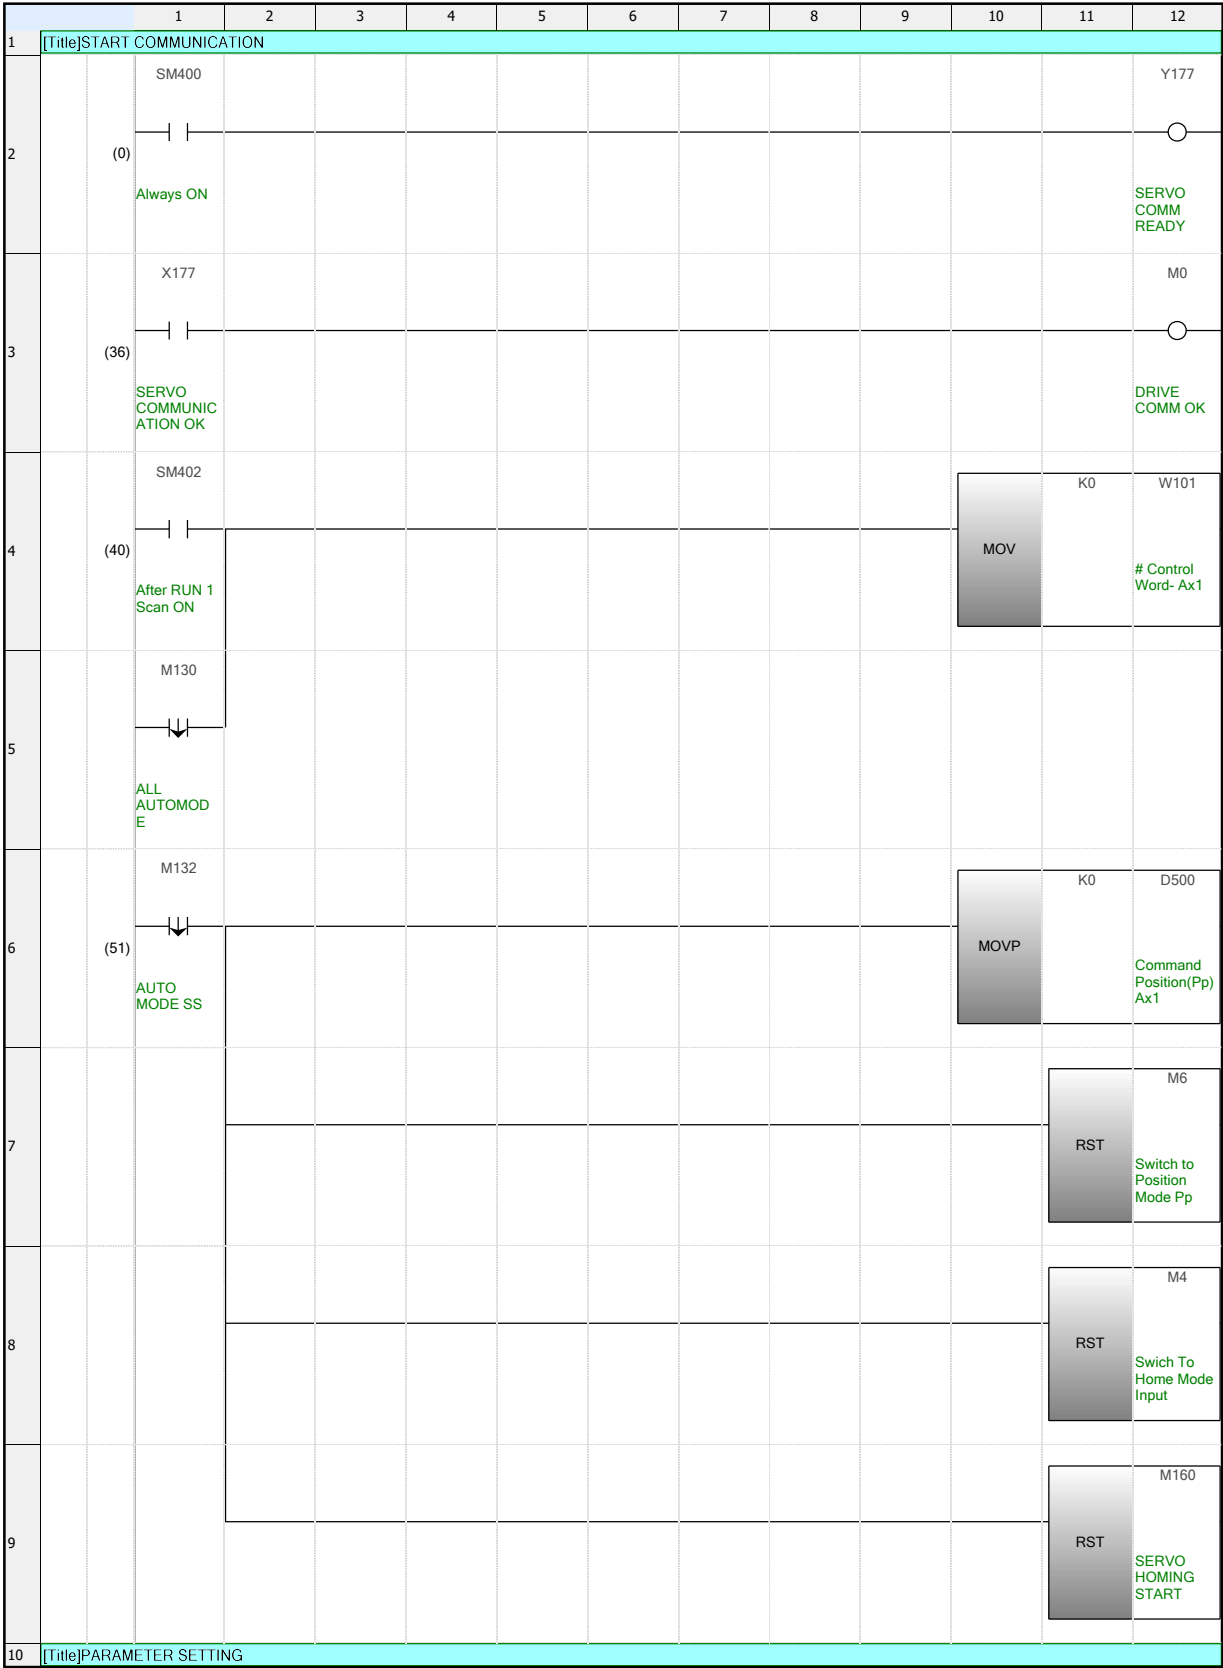 1 2 3 4 5 6 7 8 9 10 11 12
1 [Title]START COMMUNICATION
SM400 Y177
2 (0)
Always ON SERVO
COMM
READY
X177 M0
3 (36)
SERVO DRIVE
COMMUNIC COMM OK
ATION OK
SM402 K0 W101
4 (40) MOV
# Control
After RUN 1 Word- Ax1
Scan ON
M130
5
ALL
AUTOMOD
E
M132 K0 D500
6 (51) MOVP
Command
AUTO Position(Pp)
MODE SS Ax1
M6
7 RST
Switch to
Position
Mode Pp
M4
8 RST
Swich To
Home Mode
Input
M160
9 RST
SERVO
HOMING
START
10 [Title]PARAMETER SETTING